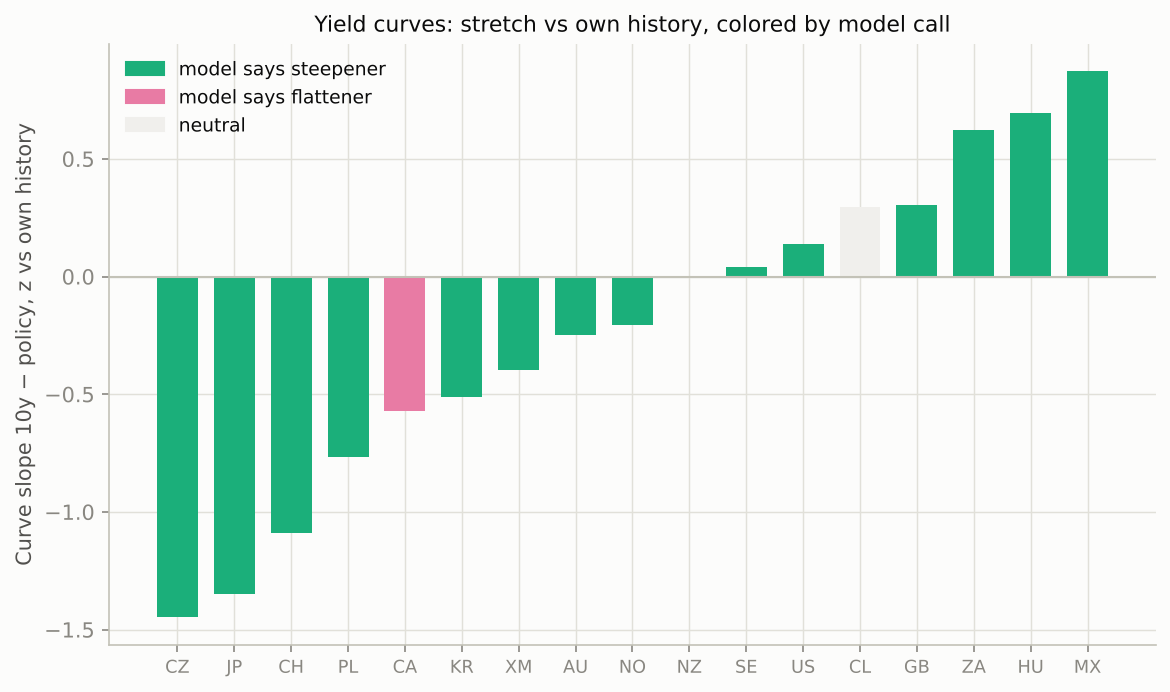 Yield curves: stretch vs own history, colored by model call
model says steepener
model says flattener
neutral
Curve slope 10y − policy, z vs own history
0.5
0.0
−0.5
−1.0
−1.5
CZ JP CH PL CA KR XM AU NO NZ SE US CL GB ZA HU MX